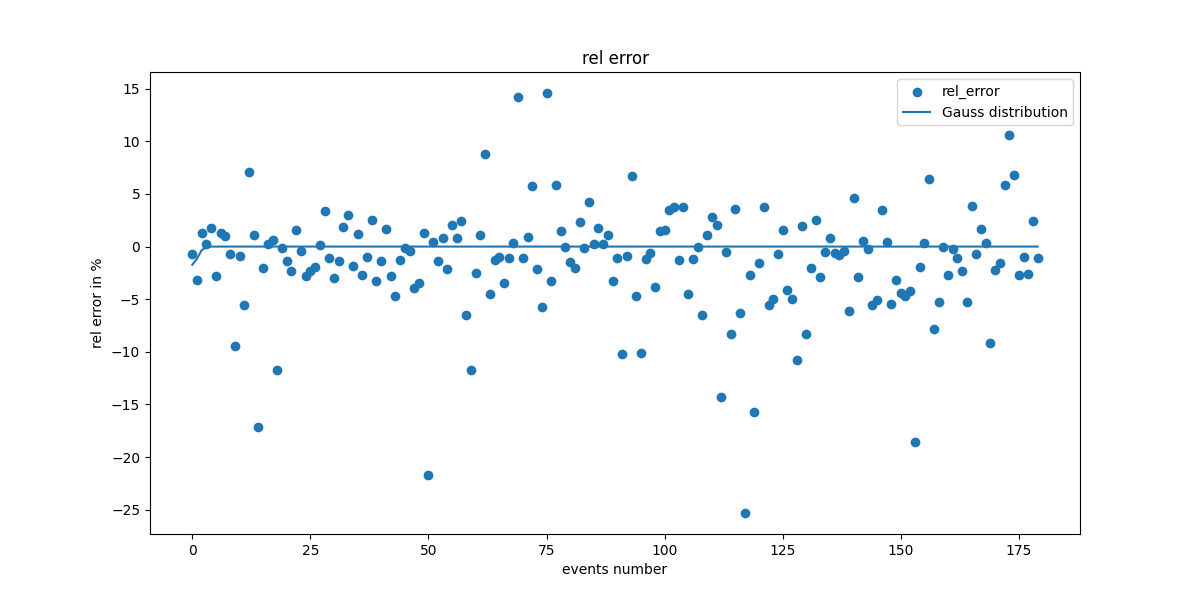 rel error
rel_error
Gauss distribution
15
10
5
0
−5
−10
−15
−20
−25
rel error in %
0 25 50 75 100 125 150 175
events number